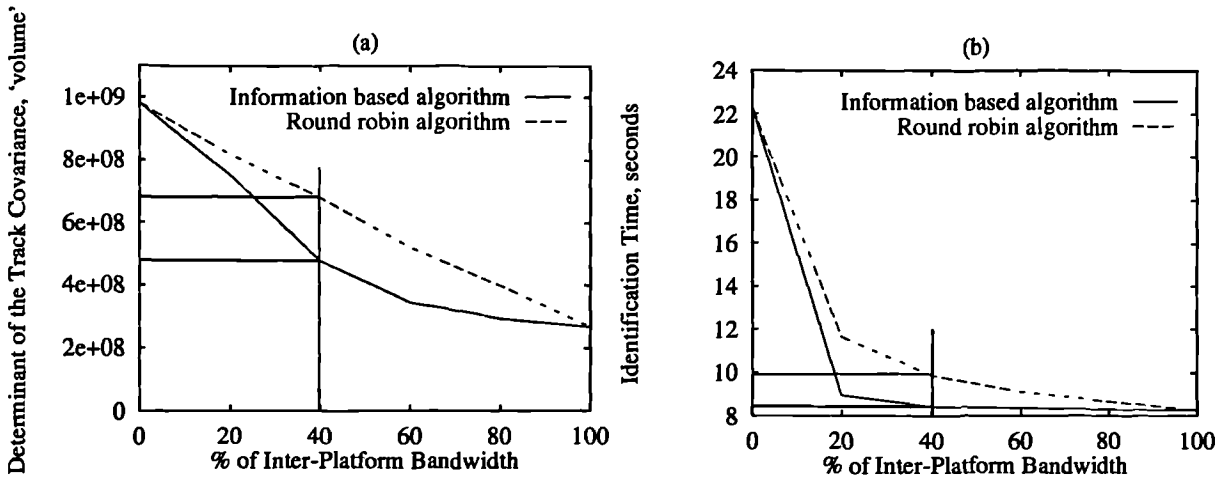 (a)
Determinant of the Track Covariance, ‘volume’
1e+09
8e+08
6e+08
4e+08
2e+08
0
Information based algorithm
Round robin algorithm
0 20 40 60 80 100
% of Inter-Platform Bandwidth
(b)
Identification Time, seconds
24
22
20
18
16
14
12
10
8
Information based algorithm
Round robin algorithm
0 20 40 60 80 100
% of Inter-Platform Bandwidth